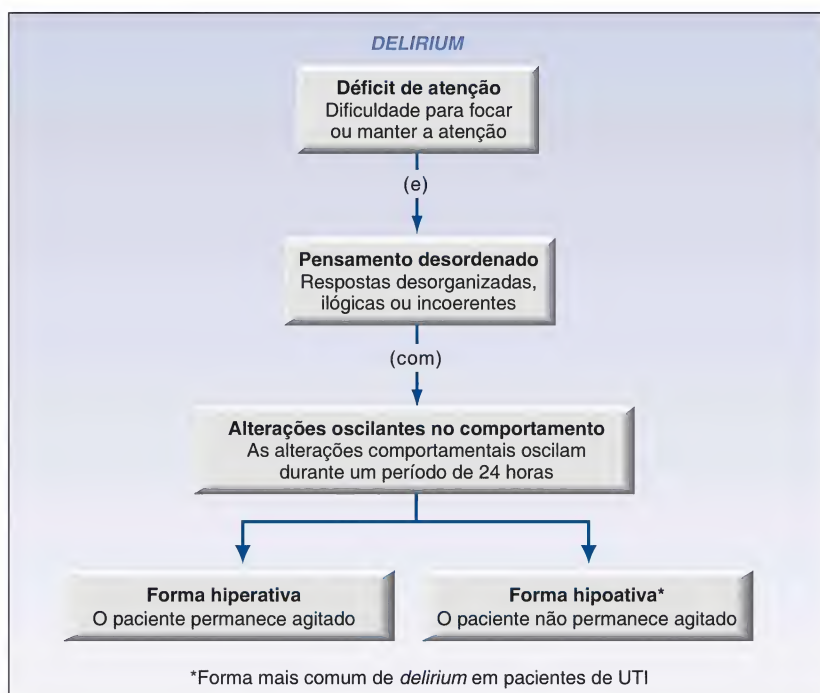 DELIRIUM
Déficit de atenção
Dificuldade para focar
ou manter a atenção
(e)
Pensamento desordenado
Respostas desorganizadas,
ilógicas ou incoerentes
(com)
Alterações oscilantes no comportamento
As alterações comportamentais oscilam
durante um período de 24 horas
Forma hiperativa
O paciente permanece agitado
Forma hipoativa*
O paciente não permanece agitado
*Forma mais comum de delirium em pacientes de UTI